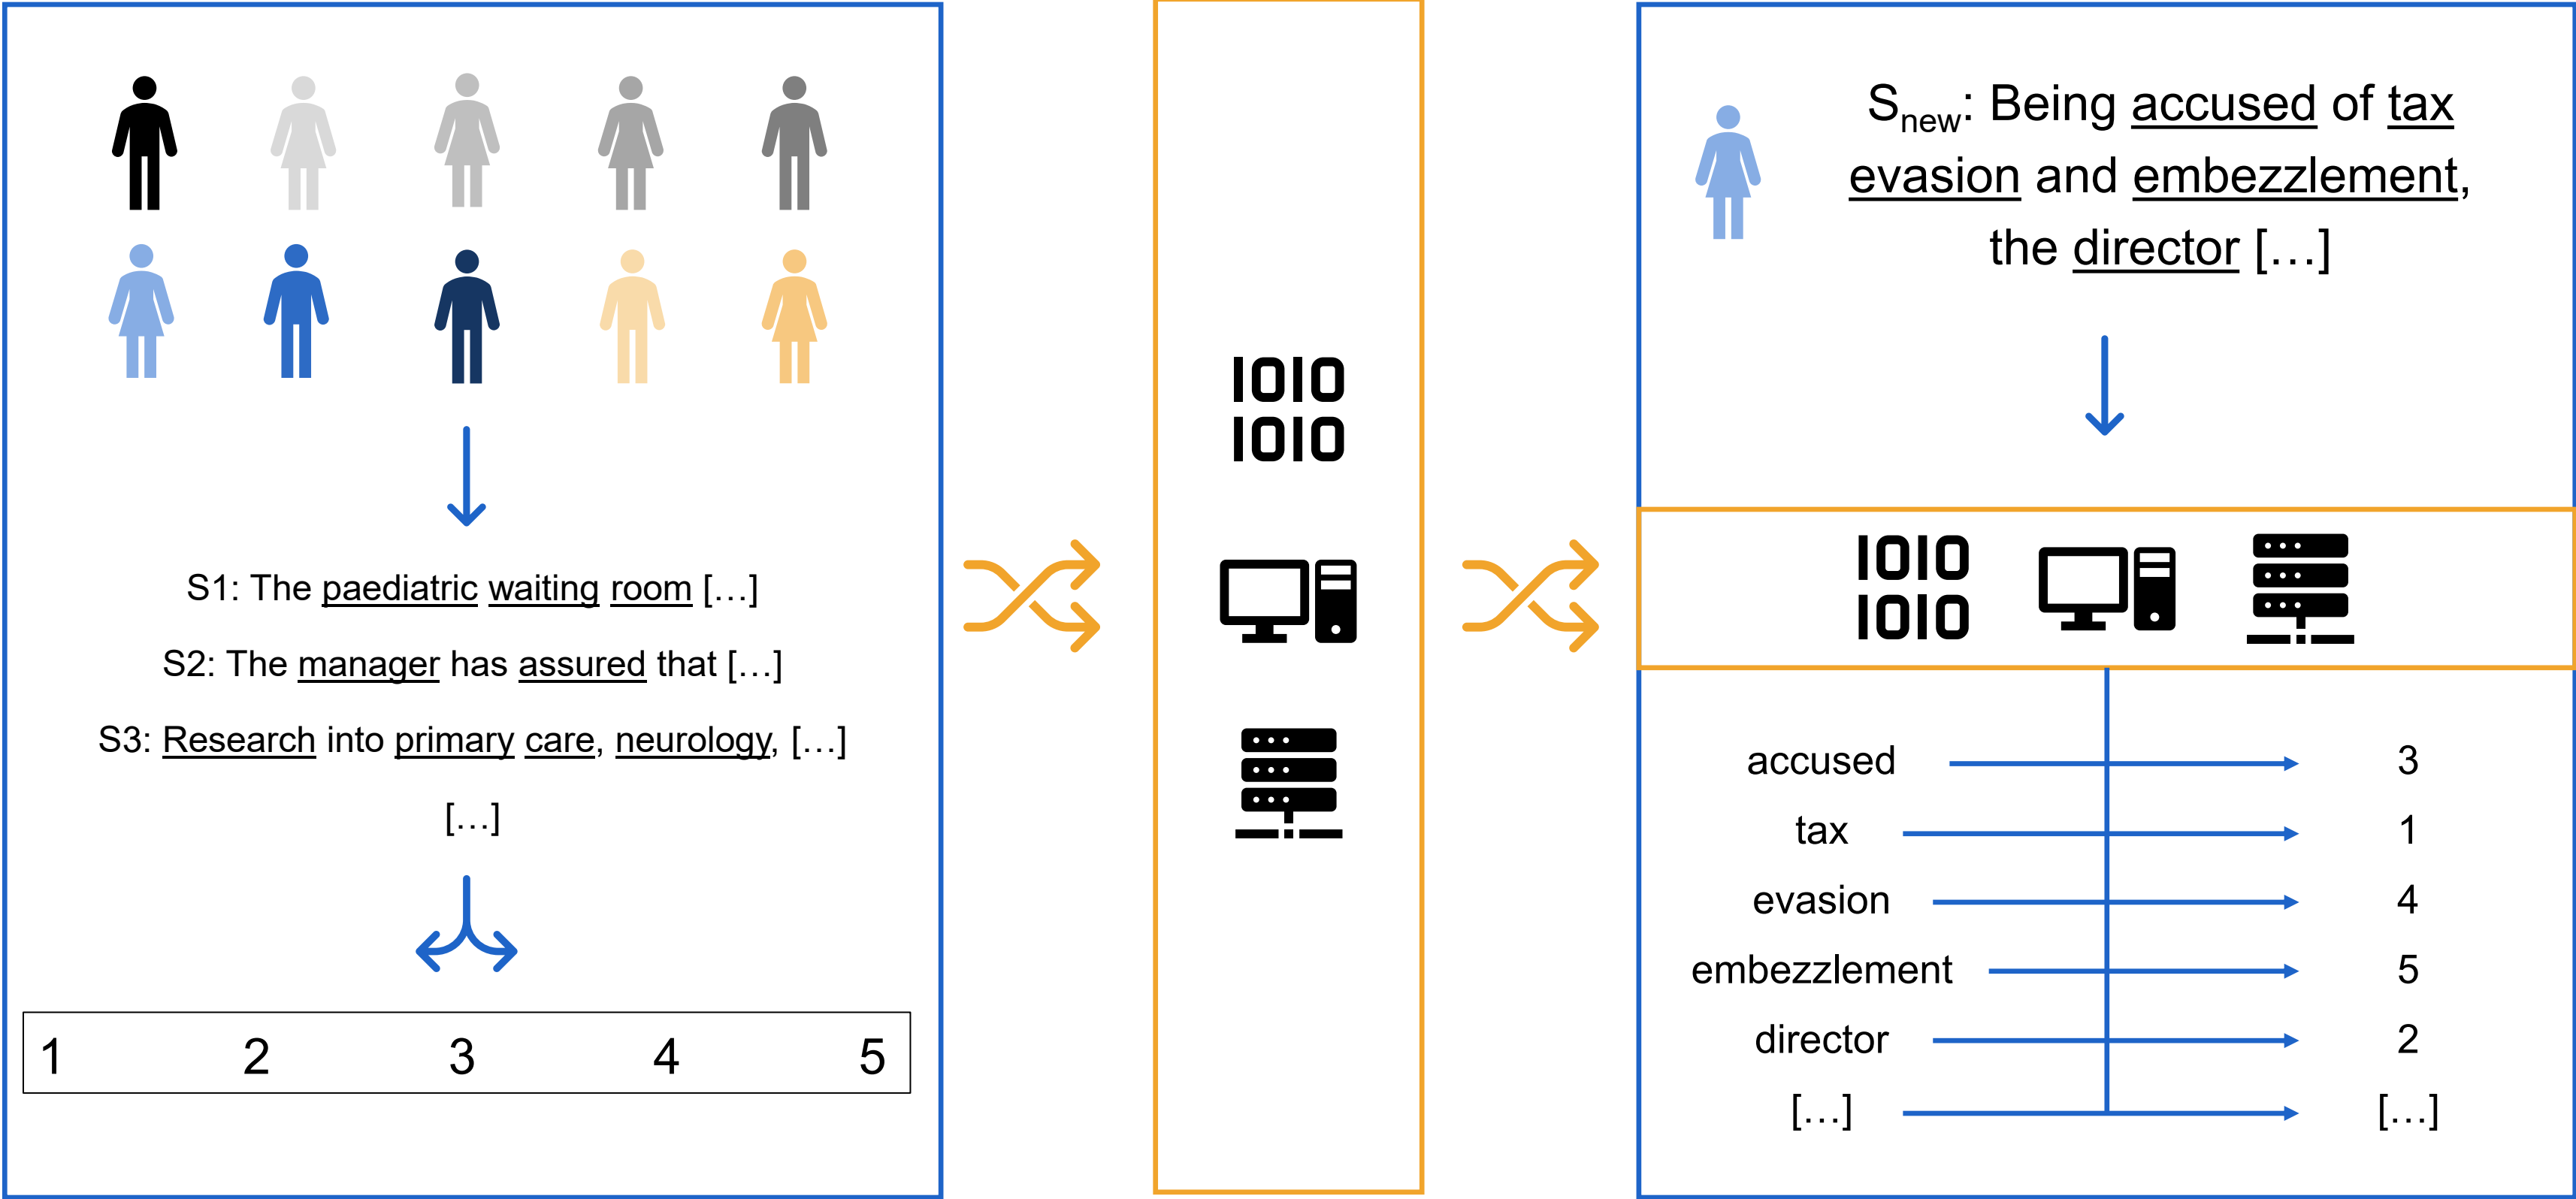 S1: The paediatric waiting room […]
S2: The manager has assured that […]
S3: Research into primary care, neurology, […]
[…]
1 2 3 4 5
1010
1010
Snew: Being accused of tax
evasion and embezzlement,
the director […]
1010
1010
accused 3
tax 1
evasion 4
embezzlement 5
director 2
[…] […]